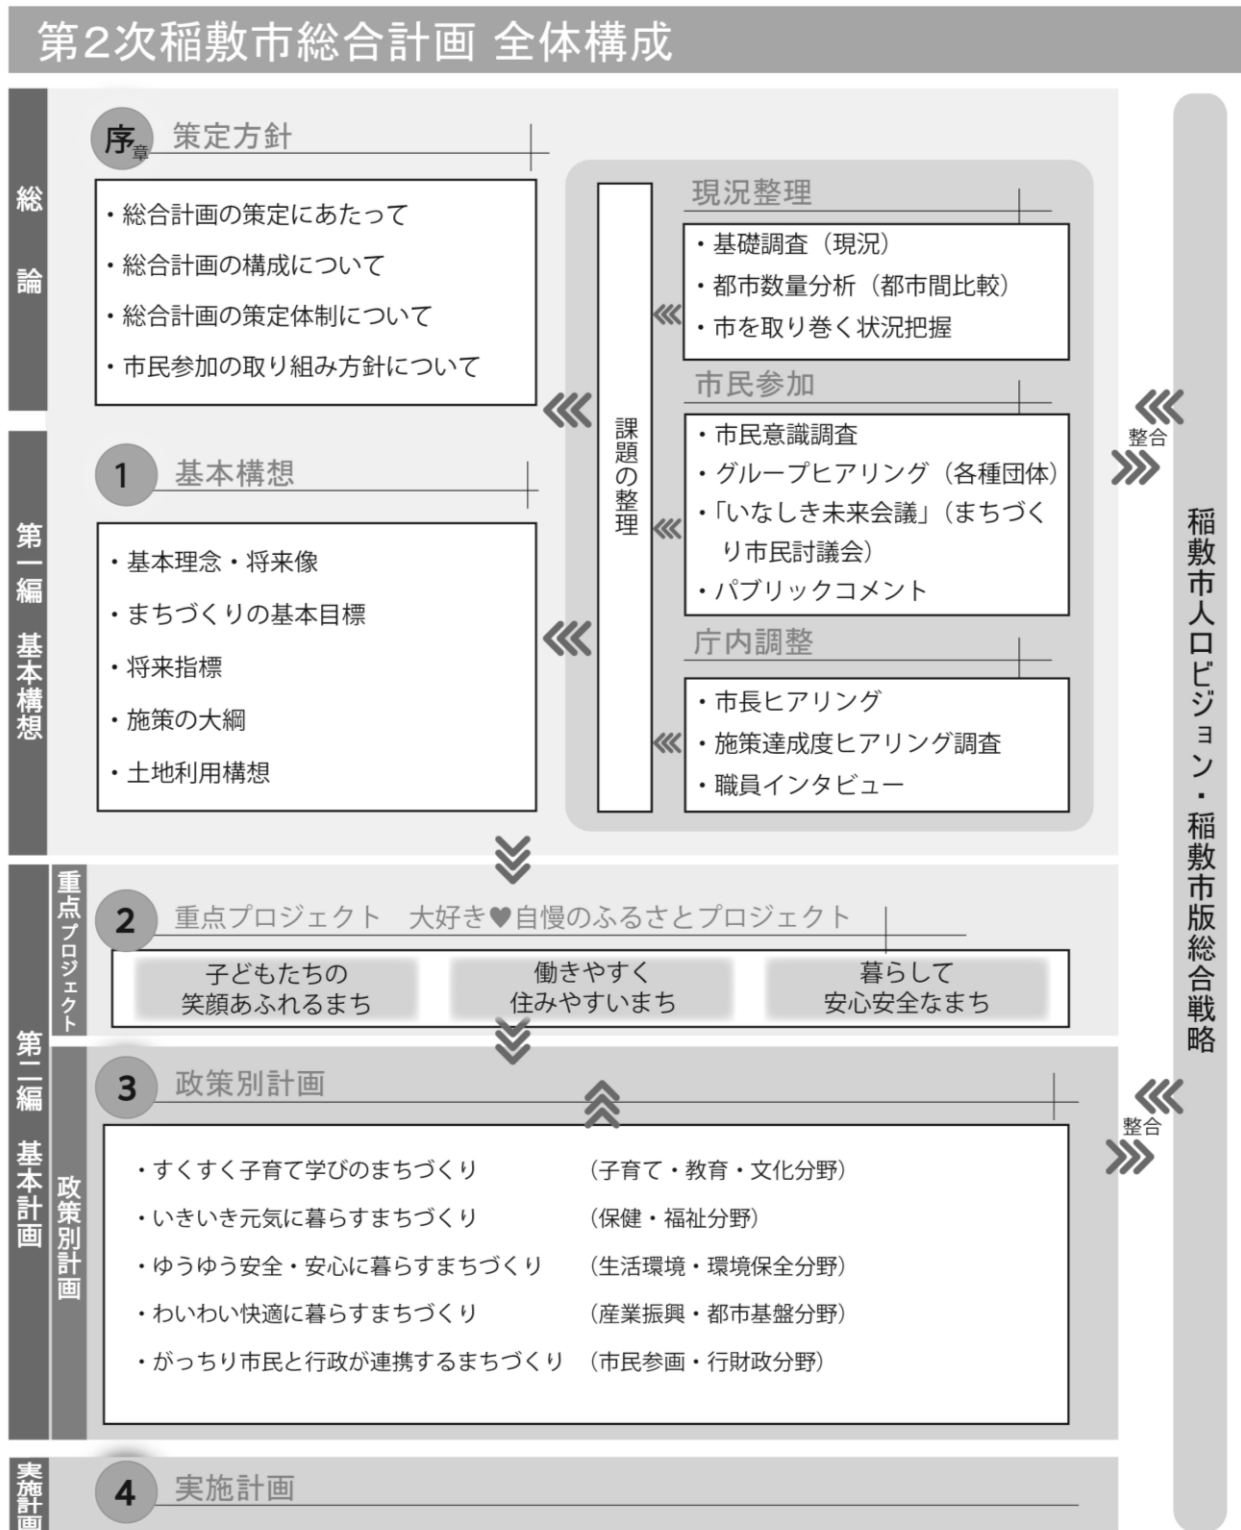 第2次稲敷市総合計画 全体構成
総論
序章 策定方針
・総合計画の策定にあたって
・総合計画の構成について
・総合計画の策定体制について
・市民参加の取り組み方針について
課題の整理
現況整理
・基礎調査（現況）
・都市数量分析（都市間比較）
・市を取り巻く状況把握
市民参加
・市民意識調査
・グループヒアリング（各種団体）
・「いなしき未来会議」（まちづく
り市民討議会）
・パブリックコメント
庁内調整
・市長ヒアリング
・施策達成度ヒアリング調査
・職員インタビュー
第一編 基本構想
1 基本構想
・基本理念・将来像
・まちづくりの基本目標
・将来指標
・施策の大綱
・土地利用構想
整合
稲敷市人口ビジョン・稲敷市版総合戦略
第二編 基本計画
重点プロジェクト
2 重点プロジェクト 大好き♥自慢のふるさとプロジェクト
子どもたちの
笑顔あふれるまち
働きやすく
住みやすいまち
暮らして
安心安全なまち
政策別計画
3 政策別計画
・すくすく子育て学びのまちづくり （子育て・教育・文化分野）
・いきいき元気に暮らすまちづくり （保健・福祉分野）
・ゆうゆう安全・安心に暮らすまちづくり （生活環境・環境保全分野）
・わいわい快適に暮らすまちづくり （産業振興・都市基盤分野）
・がっちり市民と行政が連携するまちづくり （市民参画・行財政分野）
整合
実施計画
4 実施計画